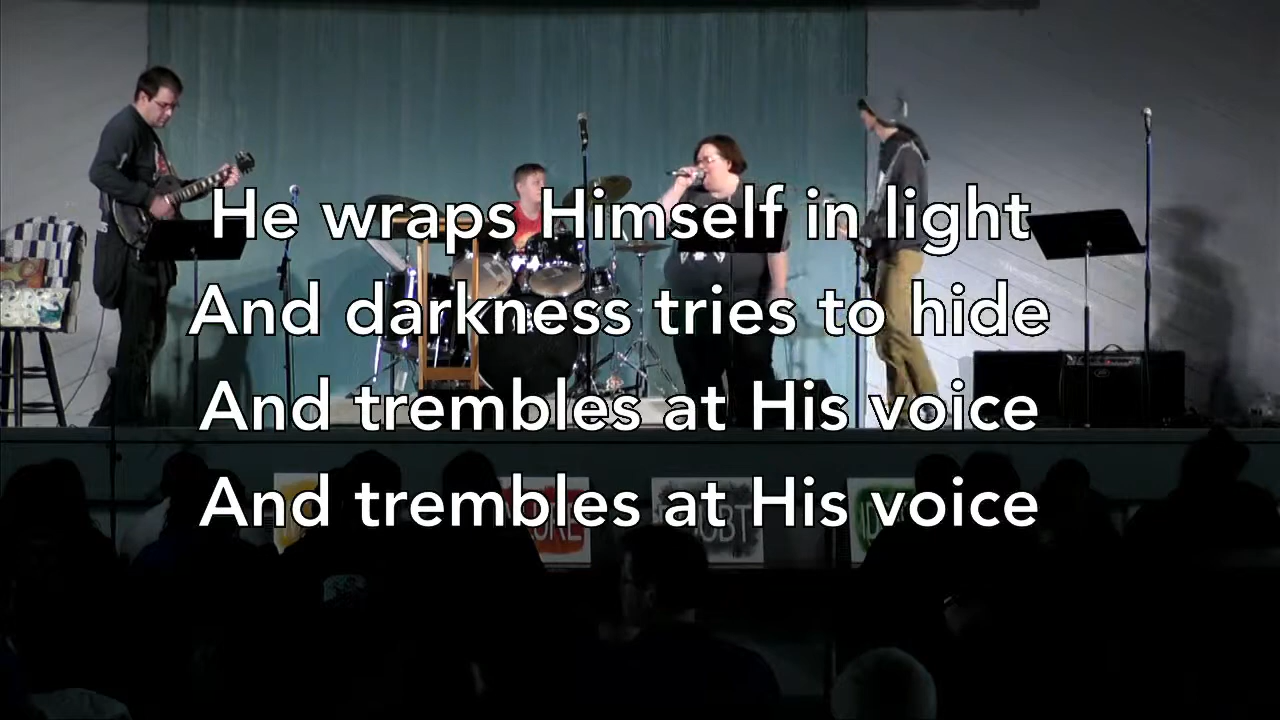 He wraps Himself in light
And darkness tries to hide
And trembles at His voice
And trembles at His voice